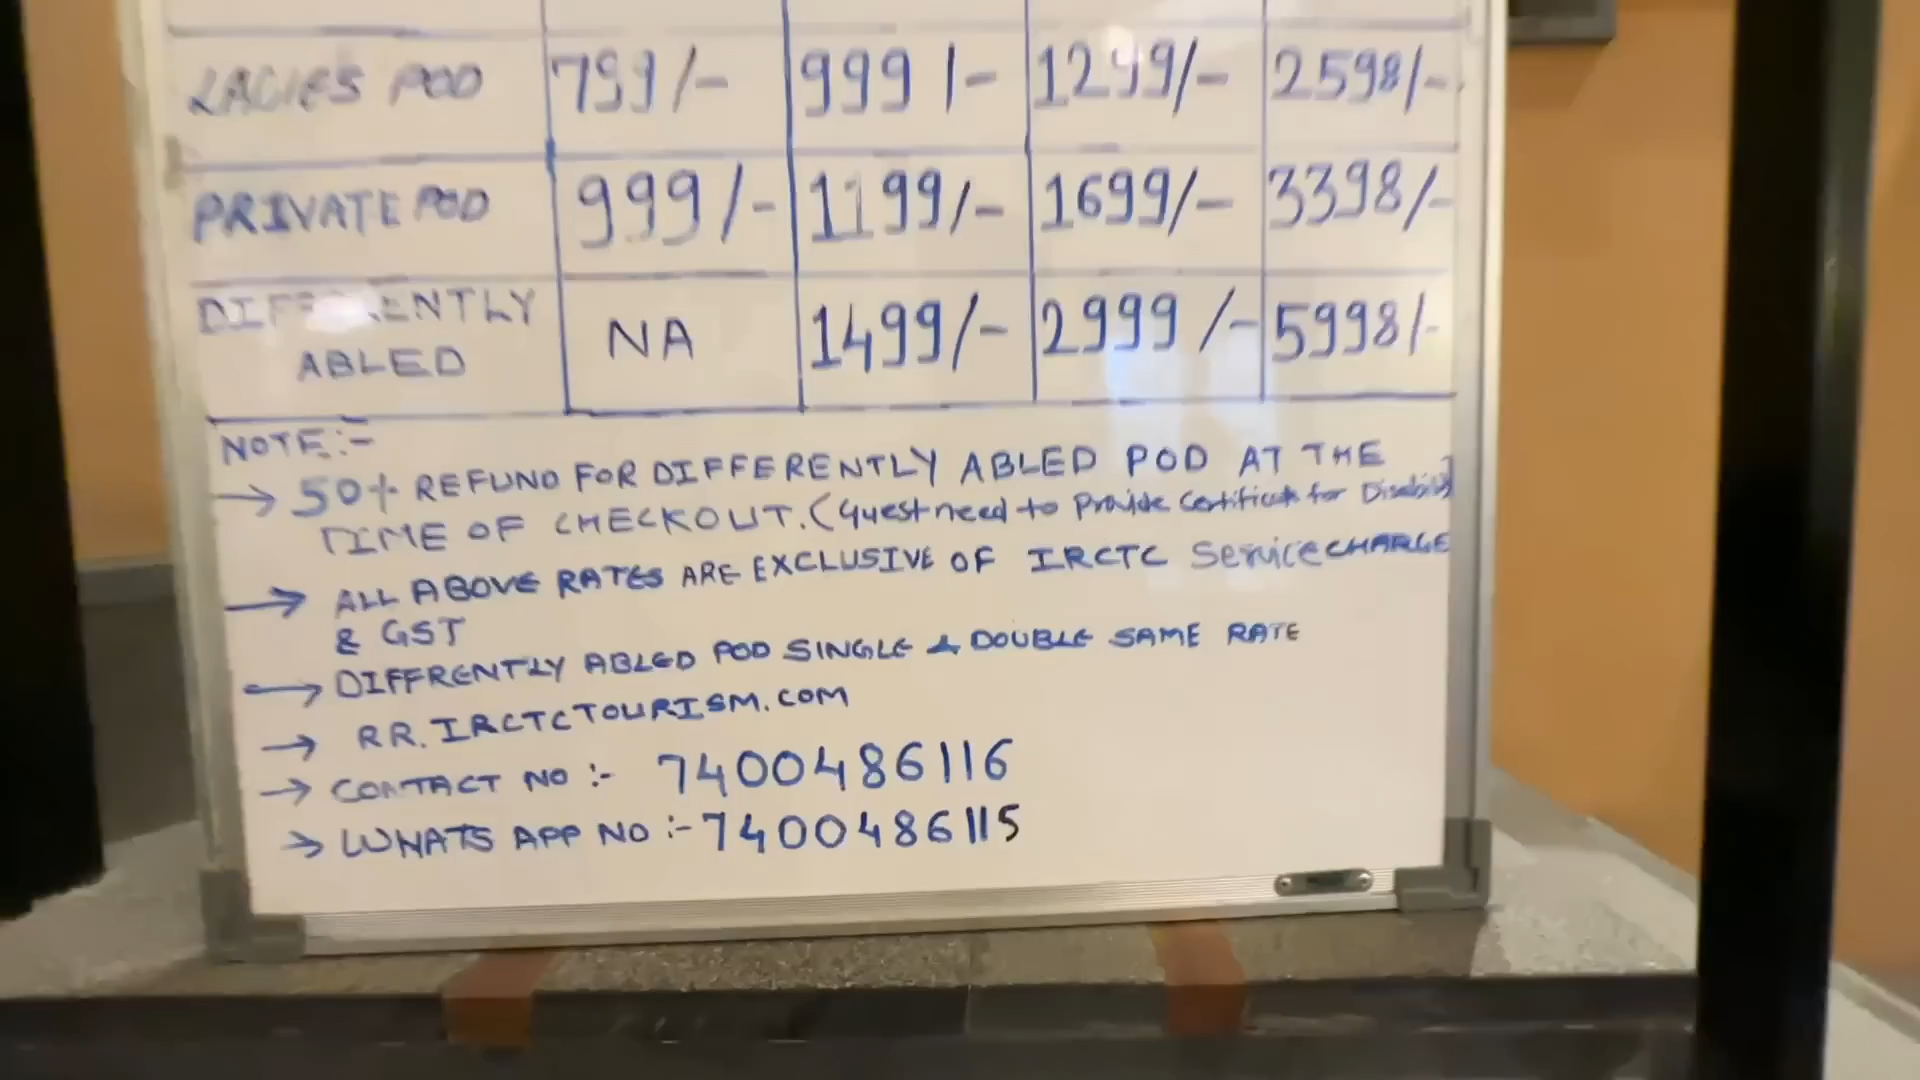 LADIES POD 799/- 999/- 1299/- 2598/-
PRIVATE POD 999/- 1199/- 1699/- 3398/-
DIFFERENTLY
ABLED NA 1499/- 2999/- 5998/-
NOTE:-
→ 50% REFUND FOR DIFFERENTLY ABLED POD AT THE
TIME OF CHECKOUT. (Guest need to Provide Certificate for Disability)
→ ALL ABOVE RATES ARE EXCLUSIVE OF IRCTC Service CHARGE
& GST
→ DIFFRENTLY ABLED POD SINGLE & DOUBLE SAME RATE
→ RR.IRCTCTOURISM.COM
→ CONTACT NO :- 7400486116
→ WHATS APP NO :- 7400486115